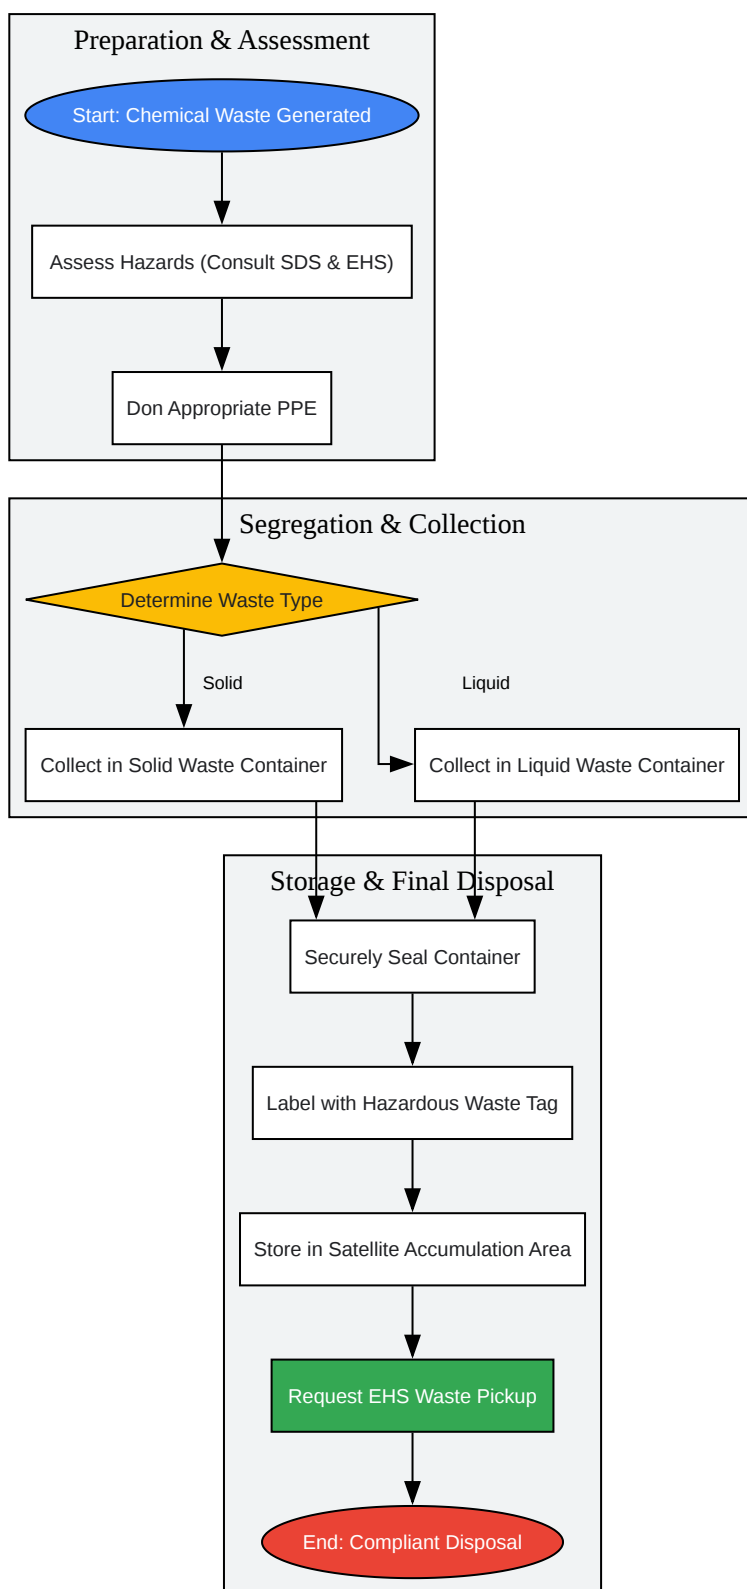 Preparation & Assessment
Start: Chemical Waste Generated
Assess Hazards (Consult SDS & EHS)
Don Appropriate PPE
Segregation & Collection
Determine Waste Type
Solid
Liquid
Collect in Solid Waste Container
Collect in Liquid Waste Container
Storage & Final Disposal
Securely Seal Container
Label with Hazardous Waste Tag
Store in Satellite Accumulation Area
Request EHS Waste Pickup
End: Compliant Disposal